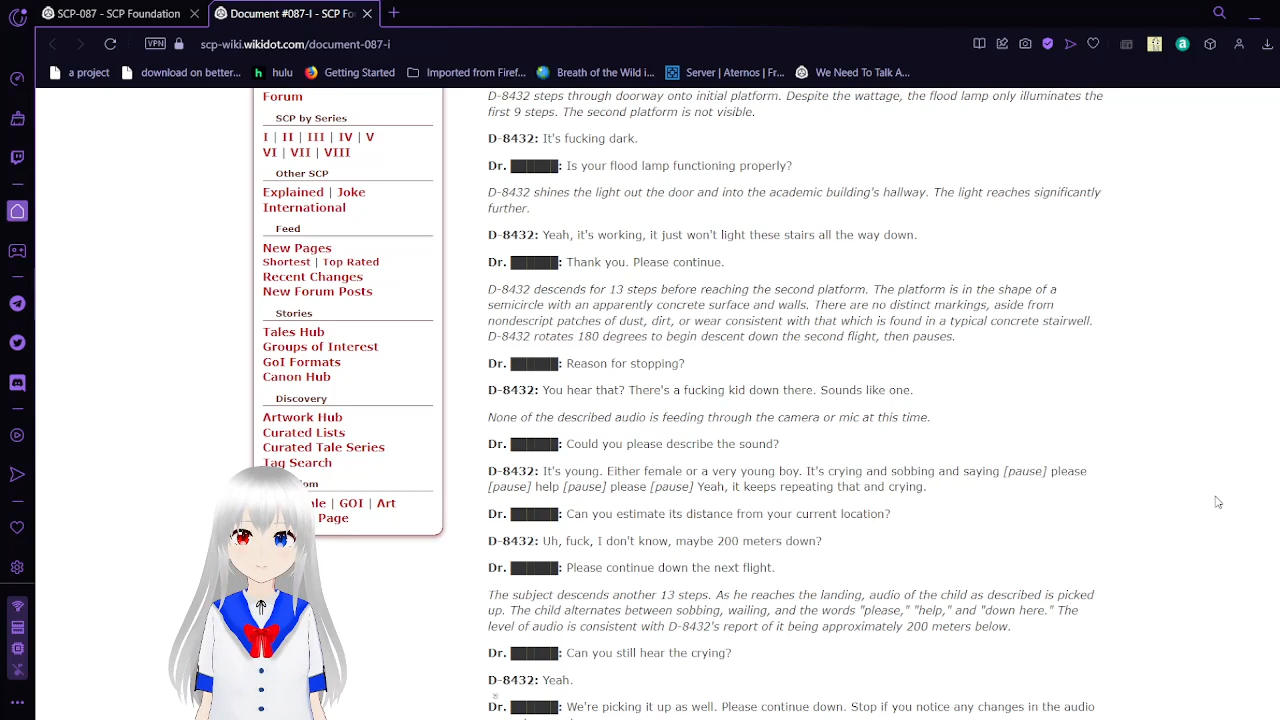 SCP-087 - SCP Foundation
Document #087-I - SCP Fo
VPN
scp-wiki.wikidot.com/document-087-i
a project
download on better...
hulu
Getting Started
Imported from Firef...
Breath of the Wild i...
Server | Aternos | Fr...
We Need To Talk A...
Forum
SCP by Series
I | II | III | IV | V
VI | VII | VIII
Other SCP
Explained | Joke
International
Feed
New Pages
Shortest | Top Rated
Recent Changes
New Forum Posts
Stories
Tales Hub
Groups of Interest
GoI Formats
Canon Hub
Discovery
Artwork Hub
Curated Lists
Curated Tale Series
Tag Search
om
ale | GOI | Art
Page
D-8432 steps through doorway onto initial platform. Despite the wattage, the flood lamp only illuminates the
first 9 steps. The second platform is not visible.
D-8432: It's fucking dark.
Dr. ██████: Is your flood lamp functioning properly?
D-8432 shines the light out the door and into the academic building's hallway. The light reaches significantly
further.
D-8432: Yeah, it's working, it just won't light these stairs all the way down.
Dr. ██████: Thank you. Please continue.
D-8432 descends for 13 steps before reaching the second platform. The platform is in the shape of a
semicircle with an apparently concrete surface and walls. There are no distinct markings, aside from
nondescript patches of dust, dirt, or wear consistent with that which is found in a typical concrete stairwell.
D-8432 rotates 180 degrees to begin descent down the second flight, then pauses.
Dr. ██████: Reason for stopping?
D-8432: You hear that? There's a fucking kid down there. Sounds like one.
None of the described audio is feeding through the camera or mic at this time.
Dr. ██████: Could you please describe the sound?
D-8432: It's young. Either female or a very young boy. It's crying and sobbing and saying [pause] please
[pause] help [pause] please [pause] Yeah, it keeps repeating that and crying.
Dr. ██████: Can you estimate its distance from your current location?
D-8432: Uh, fuck, I don't know, maybe 200 meters down?
Dr. ██████: Please continue down the next flight.
The subject descends another 13 steps. As he reaches the landing, audio of the child as described is picked
up. The child alternates between sobbing, wailing, and the words "please," "help," and "down here." The
level of audio is consistent with D-8432's report of it being approximately 200 meters below.
Dr. ██████: Can you still hear the crying?
D-8432: Yeah.
Dr. ██████: We're picking it up as well. Please continue down. Stop if you notice any changes in the audio